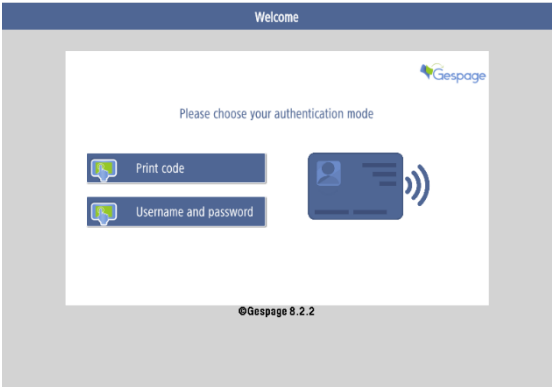 Welcome
Gespage
Please choose your authentication mode
Print code
Username and password
©Gespage 8.2.2